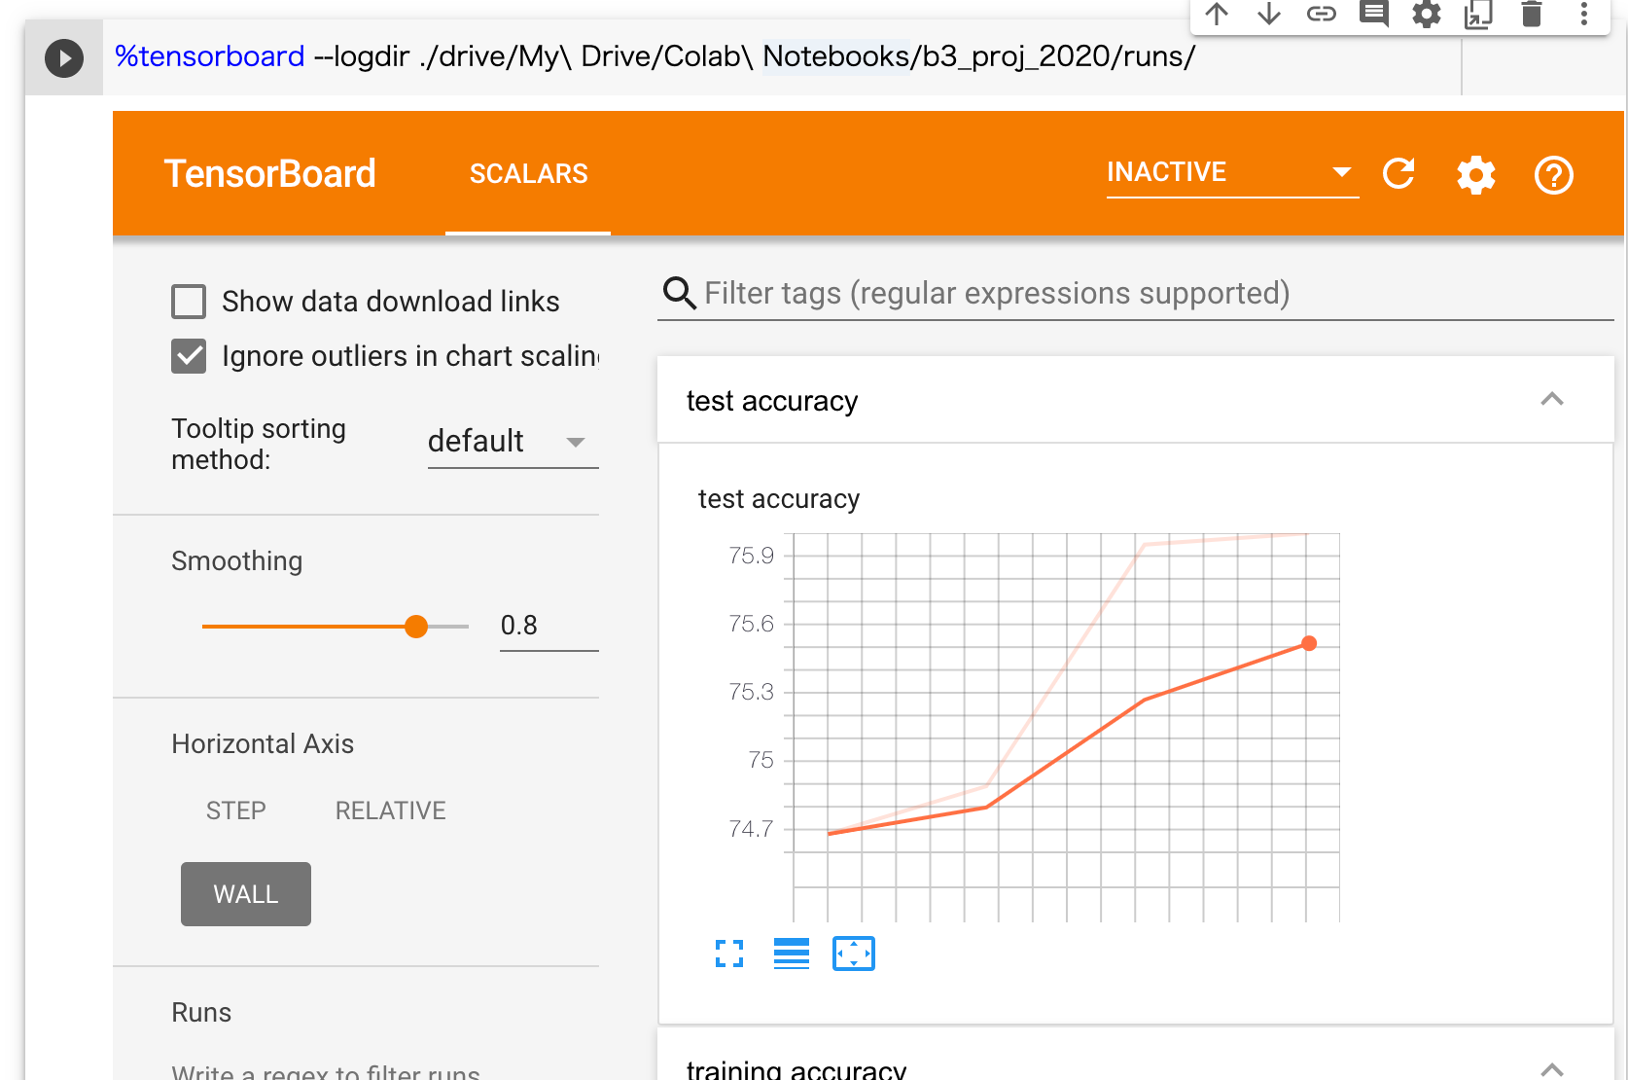 %tensorboard --logdir ./drive/My\ Drive/Colab\ Notebooks/b3_proj_2020/runs/
TensorBoard
SCALARS
INACTIVE
Show data download links
Ignore outliers in chart scaling
Tooltip sorting
method:
default
Smoothing
0.8
Horizontal Axis
STEP
RELATIVE
WALL
Runs
Write a regex to filter runs
Filter tags (regular expressions supported)
test accuracy
test accuracy
75.9
75.6
75.3
75
74.7
training accuracy